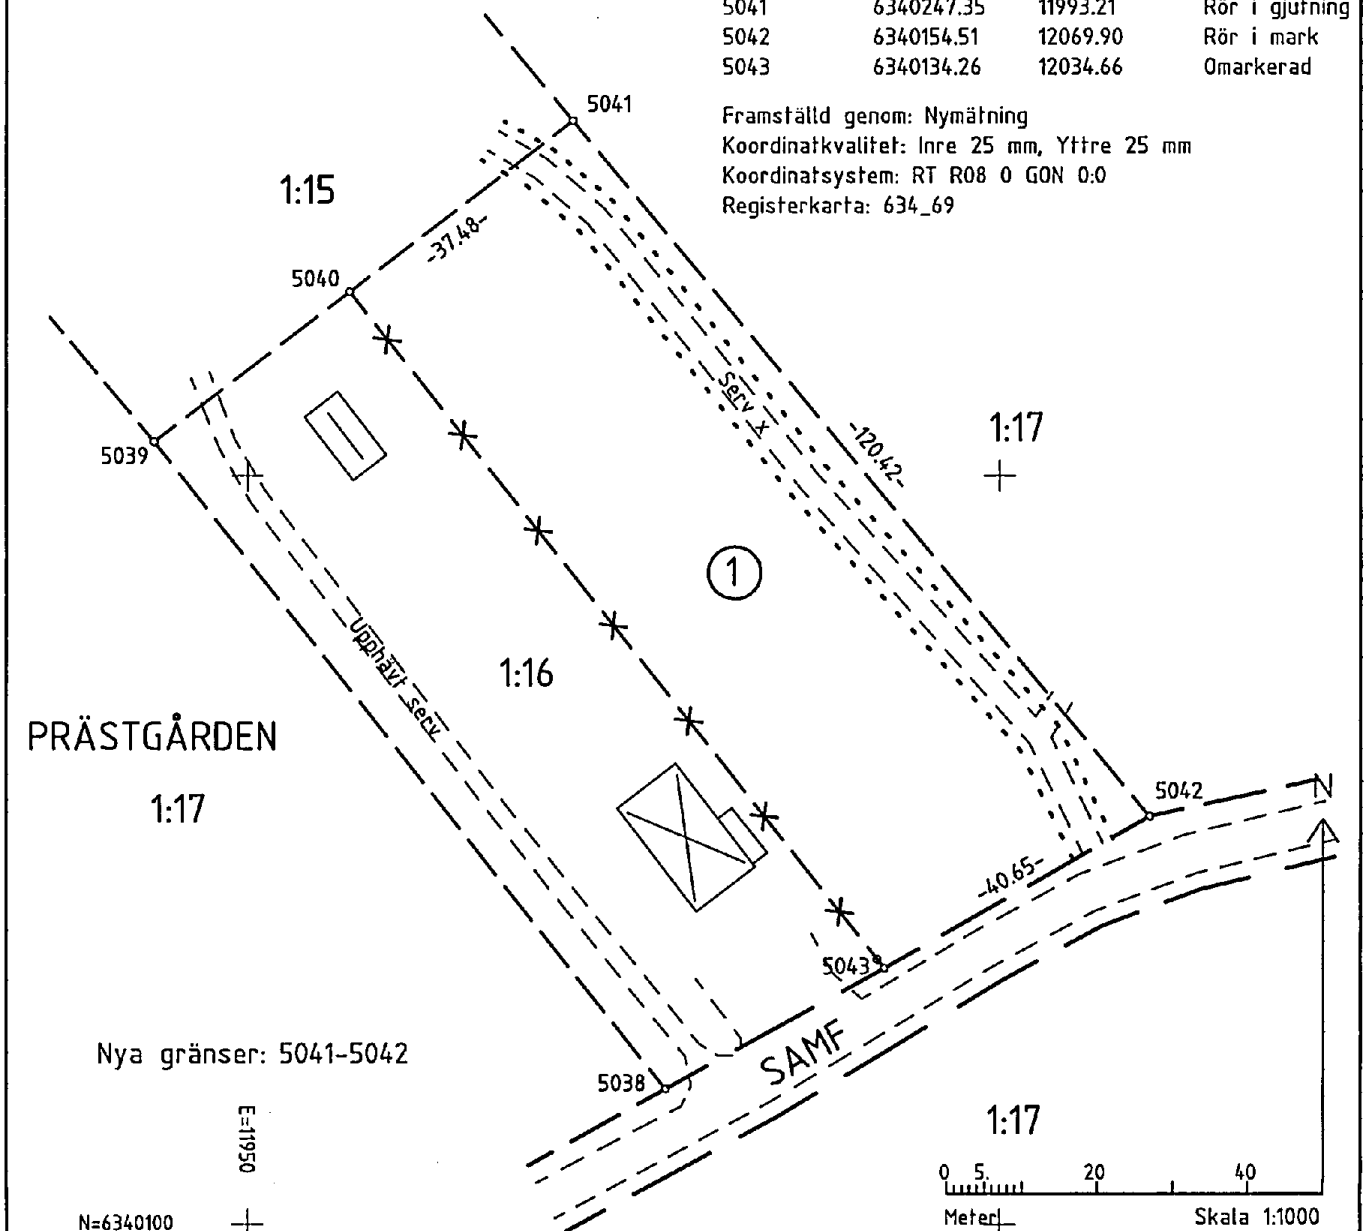 5041 6340247.35 11993.21 Rör i gjutning
5042 6340154.51 12069.90 Rör i mark
5043 6340134.26 12034.66 Omarkerad
Framställd genom: Nymätning
Koordinatkvalitet: Inre 25 mm, Yttre 25 mm
Koordinatsystem: RT R08 0 GON 0:0
Registerkarta: 634_69
5041
1:15
-37.48-
5040
Serv x
-120.42-
1:17
5039
1
Upphävt serv
1:16
PRÄSTGÅRDEN
1:17
5042
N
-40.65-
5043
Nya gränser: 5041-5042
SAMF
5038
1:17
E=11950
0 5. 20 40
N=6340100
Meter
Skala 1:1000